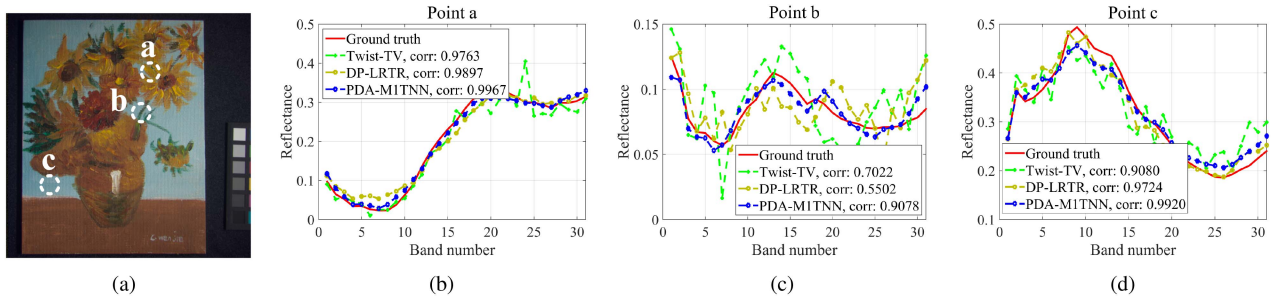 a
b
c
(a)
Point a
Reflectance
0.5
0.4
0.3
0.2
0.1
0
Ground truth
Twist-TV, corr: 0.9763
DP-LRTR, corr: 0.9897
PDA-M1TNN, corr: 0.9967
0 5 10 15 20 25 30
Band number
(b)
Point b
Reflectance
0.15
0.1
0.05
0
Ground truth
Twist-TV, corr: 0.7022
DP-LRTR, corr: 0.5502
PDA-M1TNN, corr: 0.9078
0 5 10 15 20 25 30
Band number
(c)
Point c
Reflectance
0.5
0.4
0.3
0.2
0.1
Ground truth
Twist-TV, corr: 0.9080
DP-LRTR, corr: 0.9724
PDA-M1TNN, corr: 0.9920
0 5 10 15 20 25 30
Band number
(d)